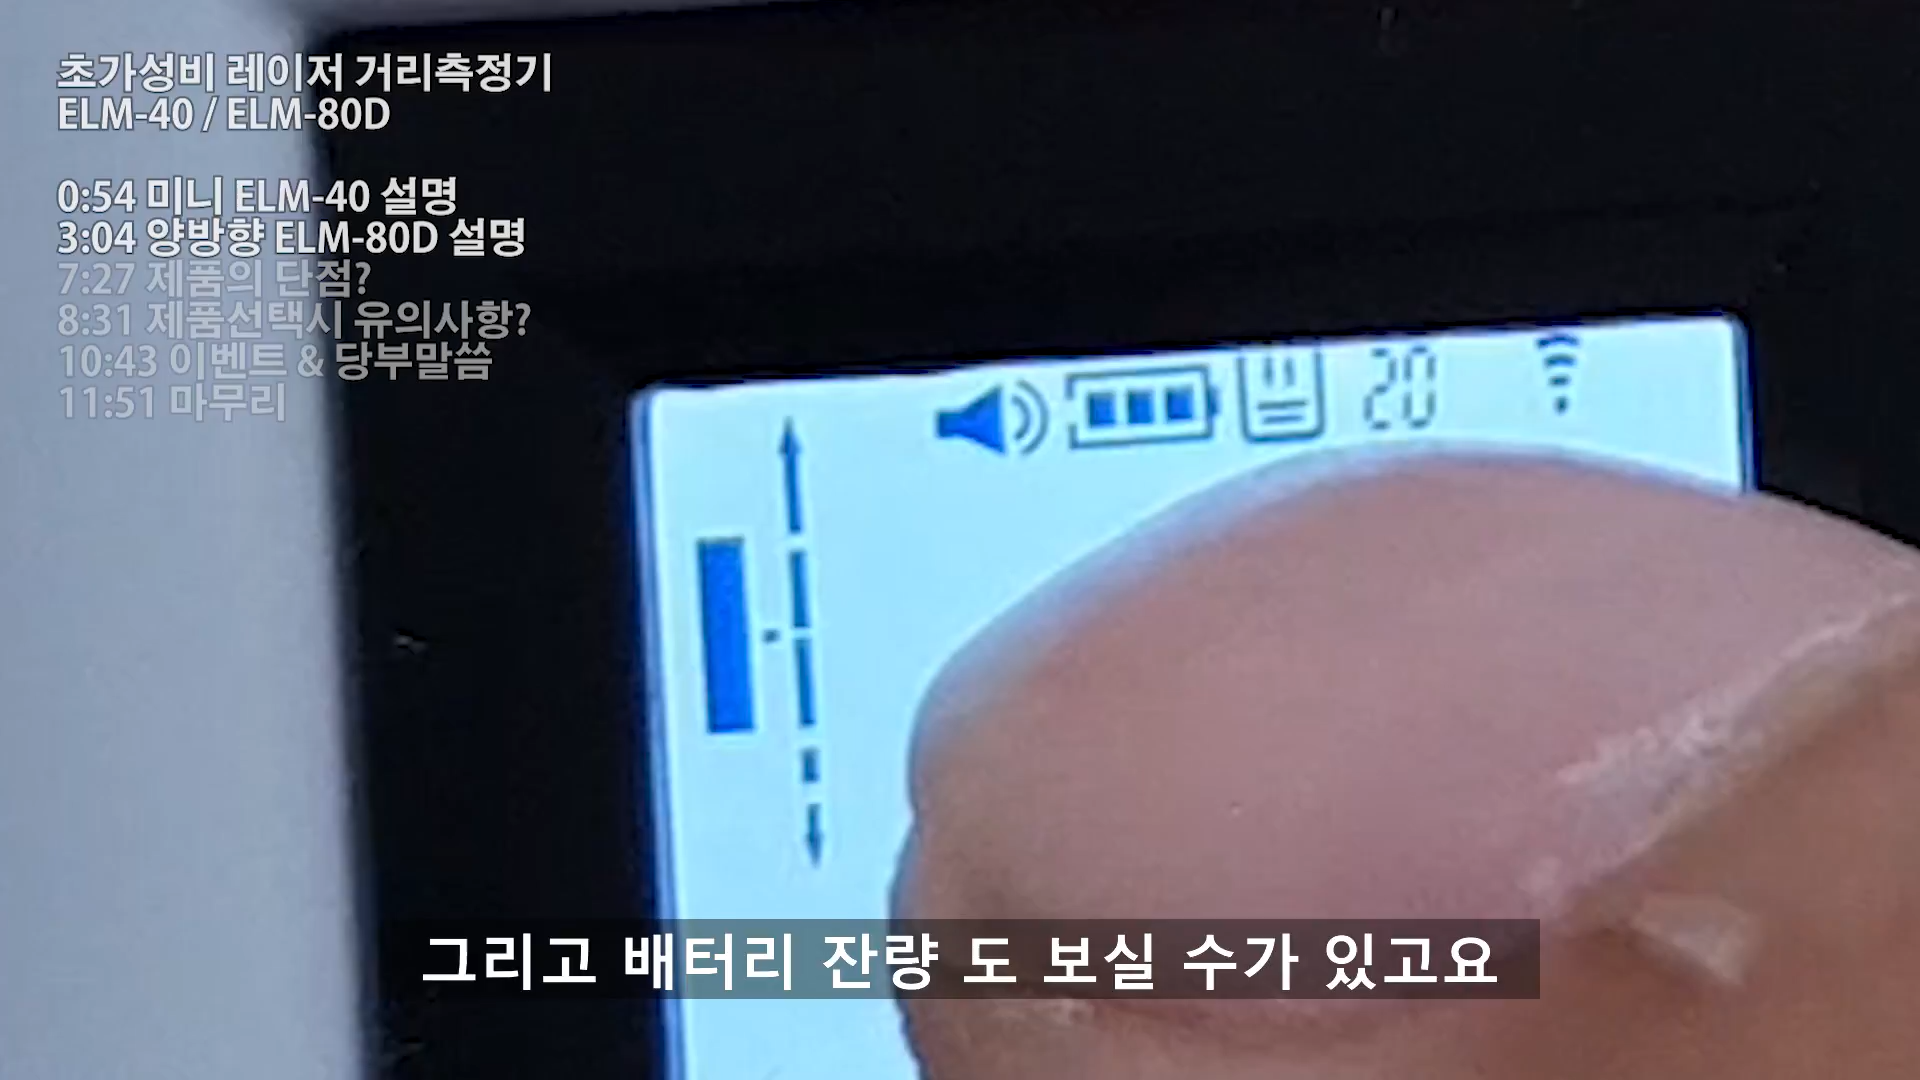 초가성비 레이저 거리측정기
ELM-40 / ELM-80D
0:54 미니 ELM-40 설명
3:04 양방향 ELM-80D 설명
7:27 제품의 단점?
8:31 제품선택시 유의사항?
10:43 이벤트 & 당부말씀
11:51 마무리
20
그리고 배터리 잔량 도 보실 수가 있고요